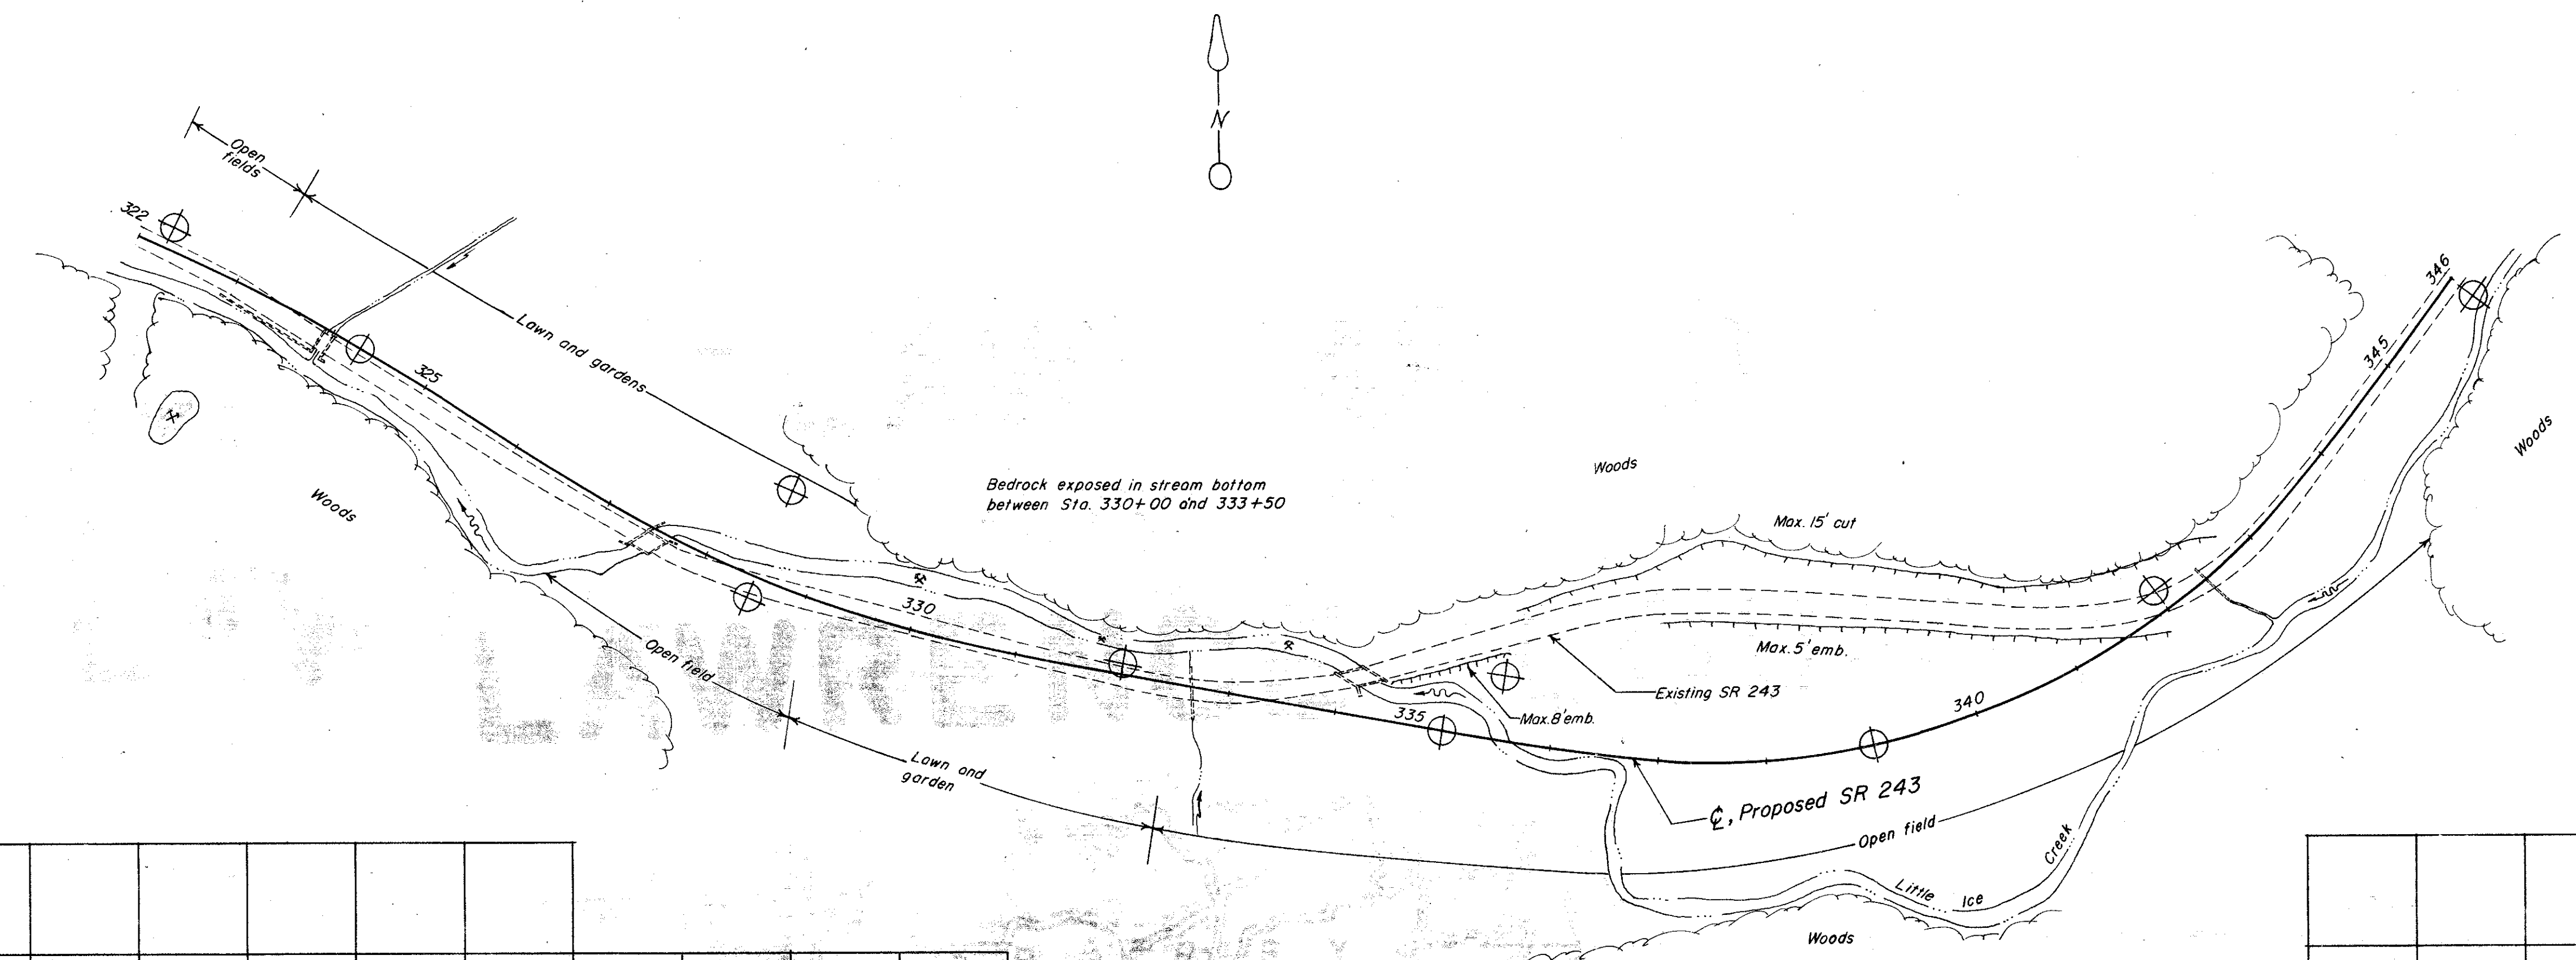 N
Open
fields
322
Lawn and gardens
325
Woods
Bedrock exposed in stream bottom
between Sta. 330+00 and 333+50
Woods
Max. 15' cut
346
345
Woods
330
Open field
Max. 5' emb.
Existing SR 243
Max. 8' emb.
335
340
Lawn and
garden
℄, Proposed SR 243
Open field
Creek
Little Ice
Woods